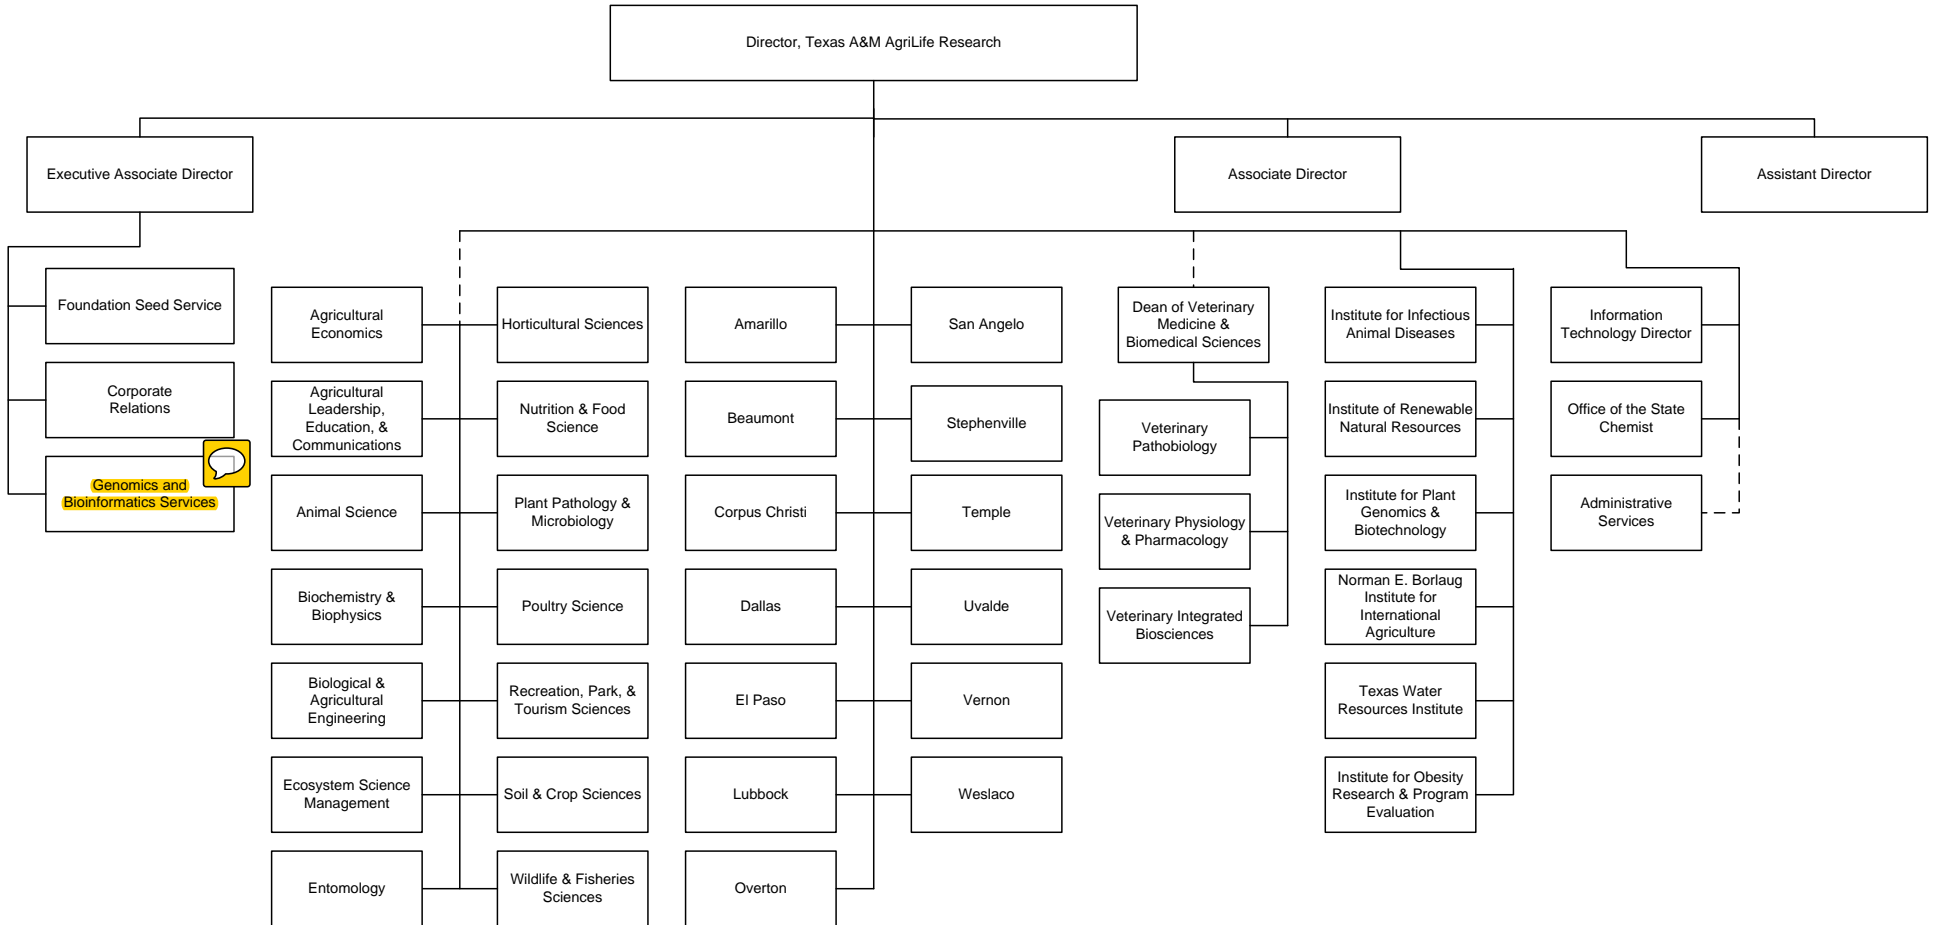 Director, Texas A&M AgriLife Research
Executive Associate Director
Associate Director
Assistant Director
Foundation Seed Service
Corporate
Relations
Genomics and
Bioinformatics Services
Agricultural
Economics
Agricultural
Leadership,
Education, &
Communications
Animal Science
Biochemistry &
Biophysics
Biological &
Agricultural
Engineering
Ecosystem Science
Management
Entomology
Horticultural Sciences
Nutrition & Food
Science
Plant Pathology &
Microbiology
Poultry Science
Recreation, Park, &
Tourism Sciences
Soil & Crop Sciences
Wildlife & Fisheries
Sciences
Amarillo
Beaumont
Corpus Christi
Dallas
El Paso
Lubbock
Overton
San Angelo
Stephenville
Temple
Uvalde
Vernon
Weslaco
Dean of Veterinary
Medicine &
Biomedical Sciences
Veterinary
Pathobiology
Veterinary Physiology
& Pharmacology
Veterinary Integrated
Biosciences
Institute for Infectious
Animal Diseases
Institute of Renewable
Natural Resources
Institute for Plant
Genomics &
Biotechnology
Norman E. Borlaug
Institute for
International
Agriculture
Texas Water
Resources Institute
Institute for Obesity
Research & Program
Evaluation
Information
Technology Director
Office of the State
Chemist
Administrative
Services